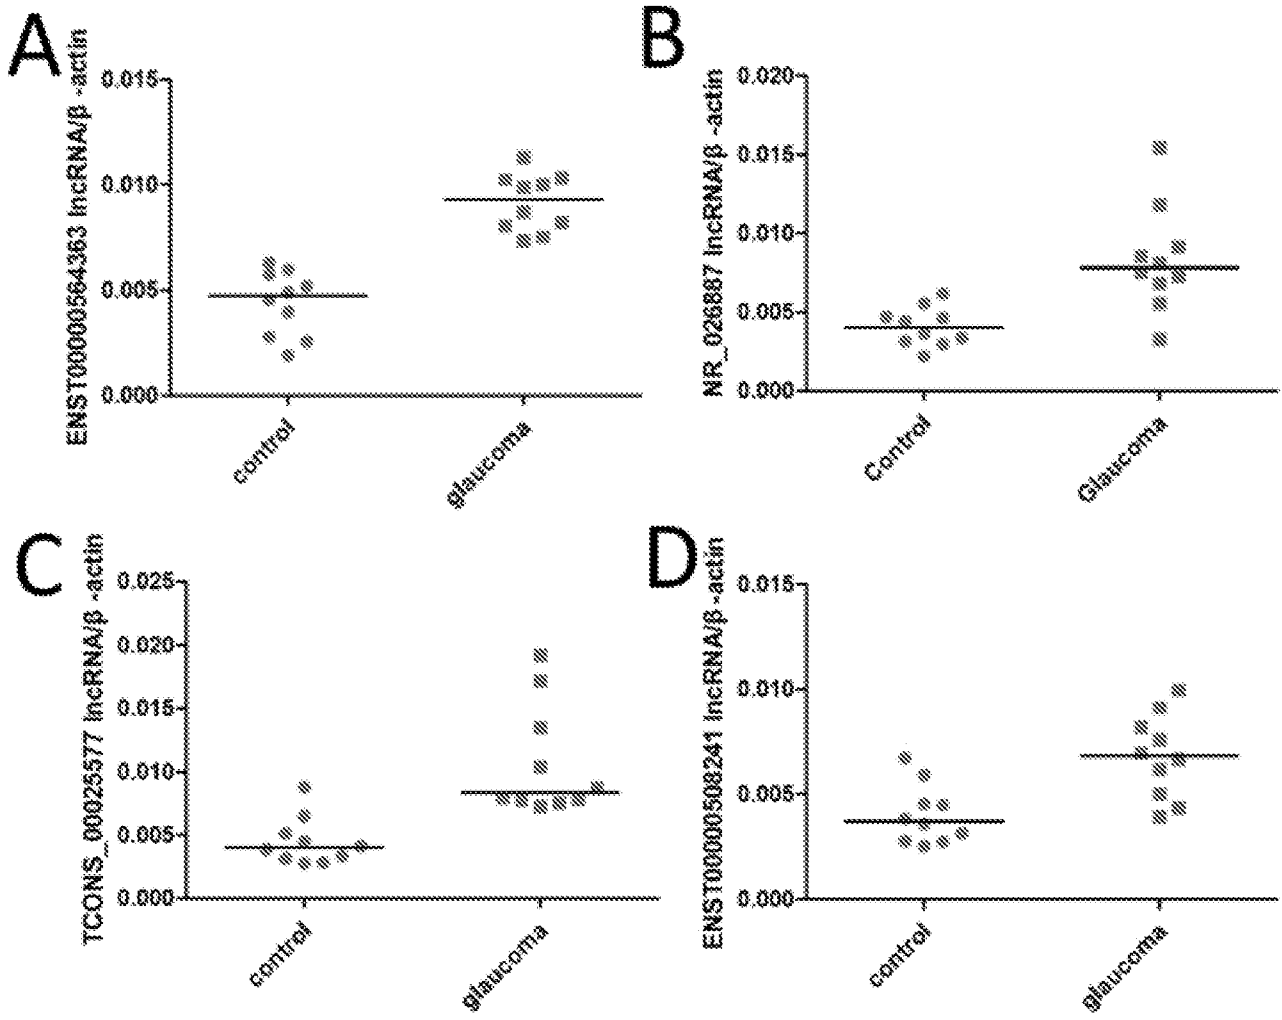 A
ENST00000564363 lncRNA/β -actin
0.015
0.010
0.005
0.000
control
glaucoma
B
NR_026887 lncRNA/β -actin
0.020
0.015
0.010
0.005
0.000
Control
Glaucoma
C
TCONS_00025577 lncRNA/β -actin
0.025
0.020
0.015
0.010
0.005
0.000
control
glaucoma
D
ENST00000508241 lncRNA/β -actin
0.015
0.010
0.005
0.000
control
glaucoma